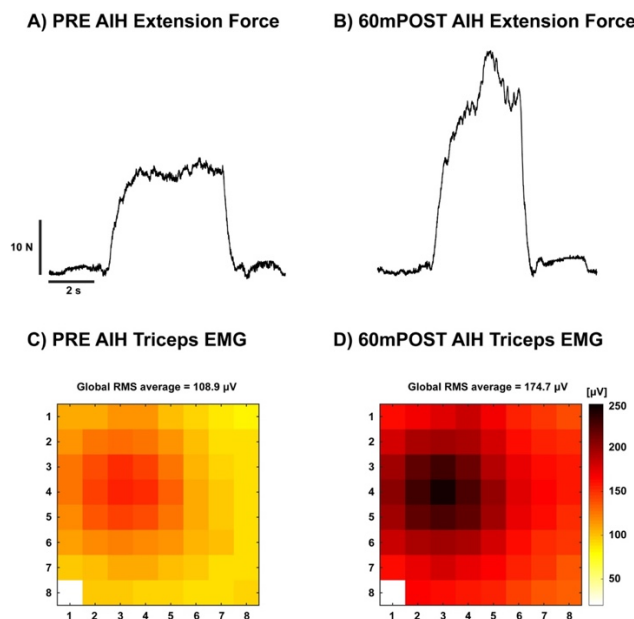 A) PRE AIH Extension Force
B) 60mPOST AIH Extension Force
10 N
2 s
C) PRE AIH Triceps EMG
D) 60mPOST AIH Triceps EMG
Global RMS average = 108.9 µV
Global RMS average = 174.7 µV
[µV]
1
2
3
4
5
6
7
8
1 2 3 4 5 6 7 8
1
2
3
4
5
6
7
8
1 2 3 4 5 6 7 8
250
200
150
100
50